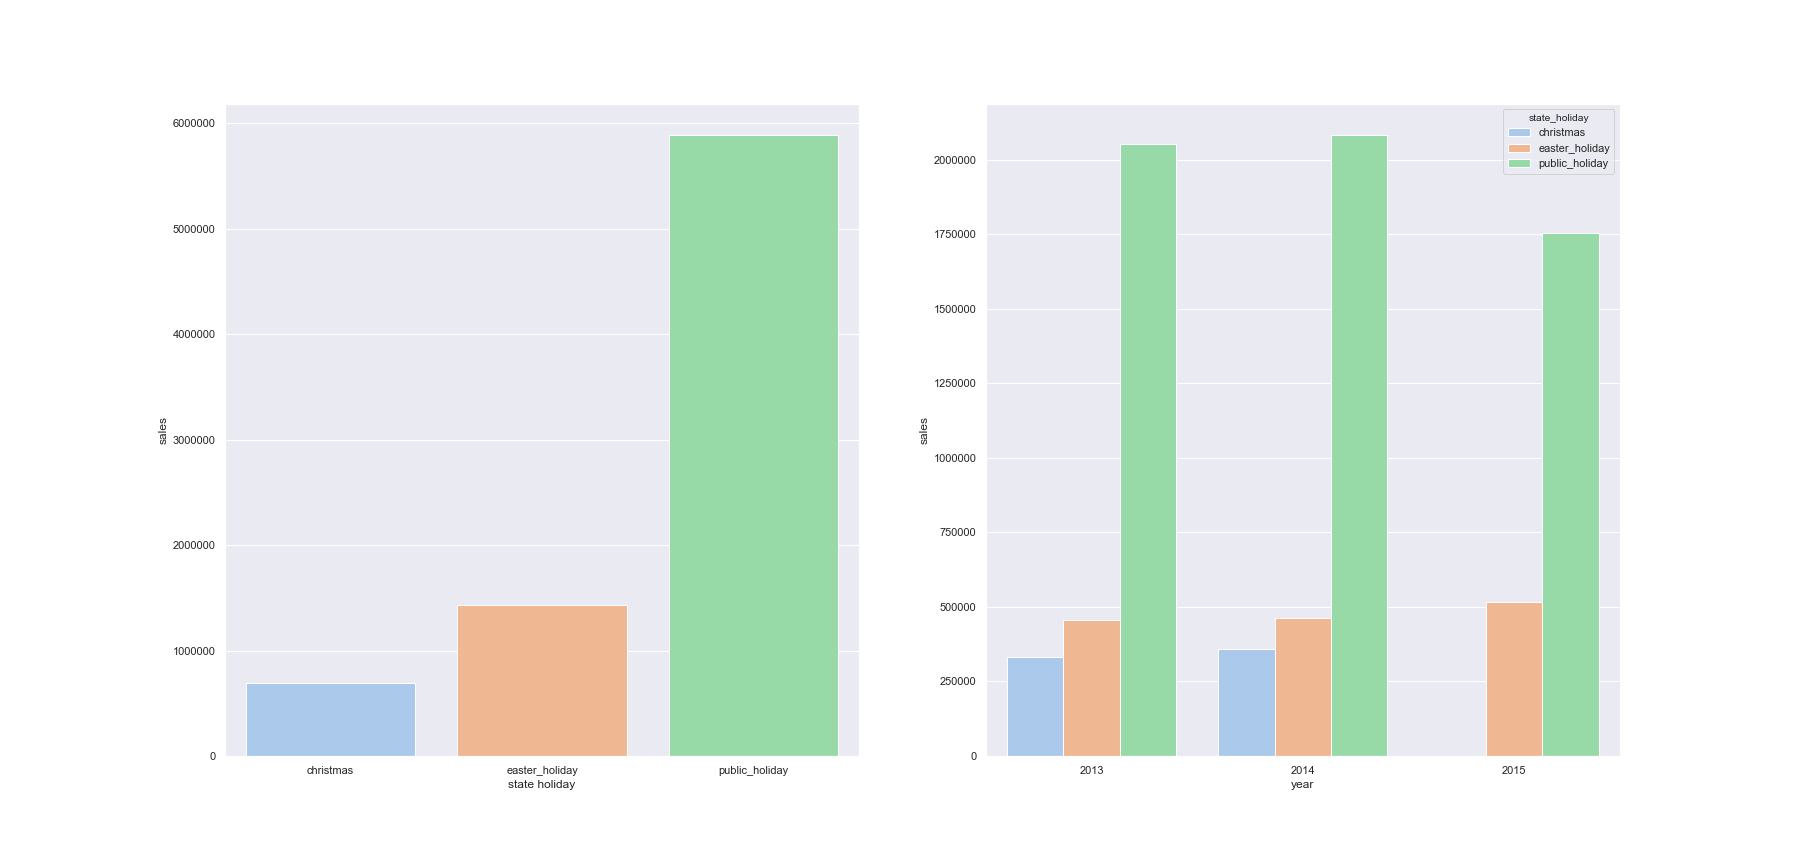 6000000
5000000
4000000
3000000
2000000
1000000
0
sales
christmas
easter_holiday
public_holiday
state holiday
2000000
1750000
1500000
1250000
1000000
750000
500000
250000
0
sales
state_holiday
christmas
easter_holiday
public_holiday
2013
2014
2015
year